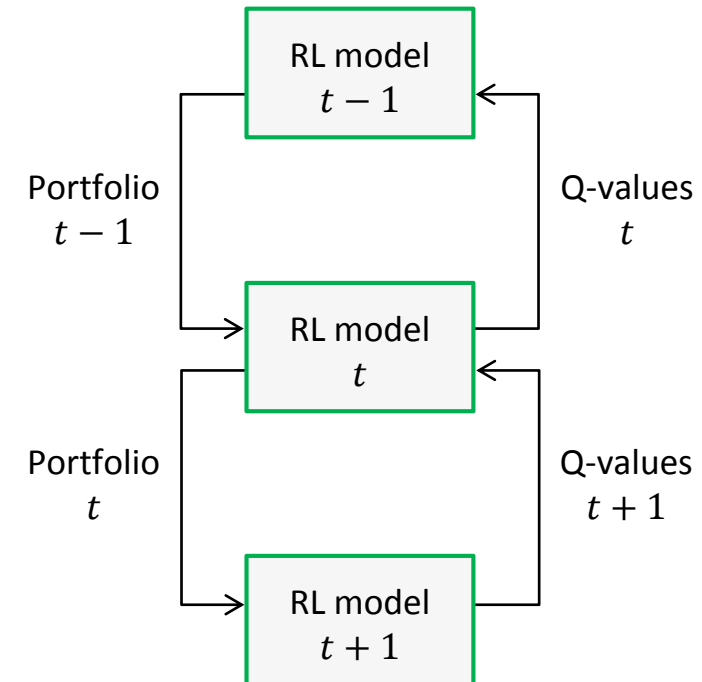 RL model
t − 1
Portfolio
t − 1
Q-values
t
RL model
t
Portfolio
t
Q-values
t + 1
RL model
t + 1